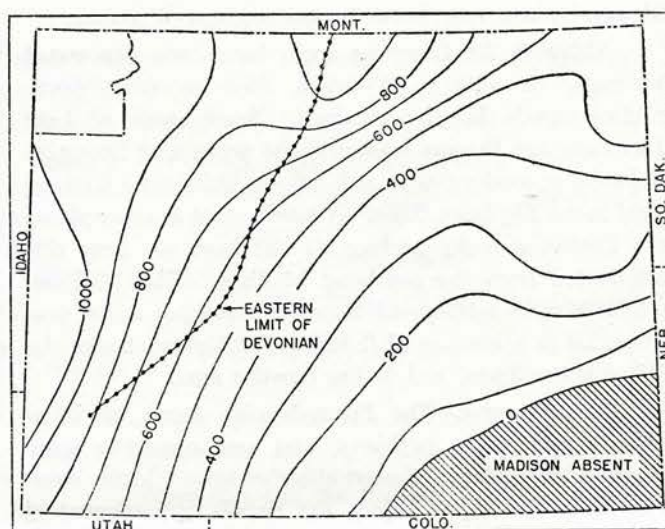 MONT.
800
600
400
SO. DAK.
IDAHO
1000
800
EASTERN
LIMIT OF
DEVONIAN
200
NEB.
600
400
0
MADISON ABSENT
UTAH
COLO.